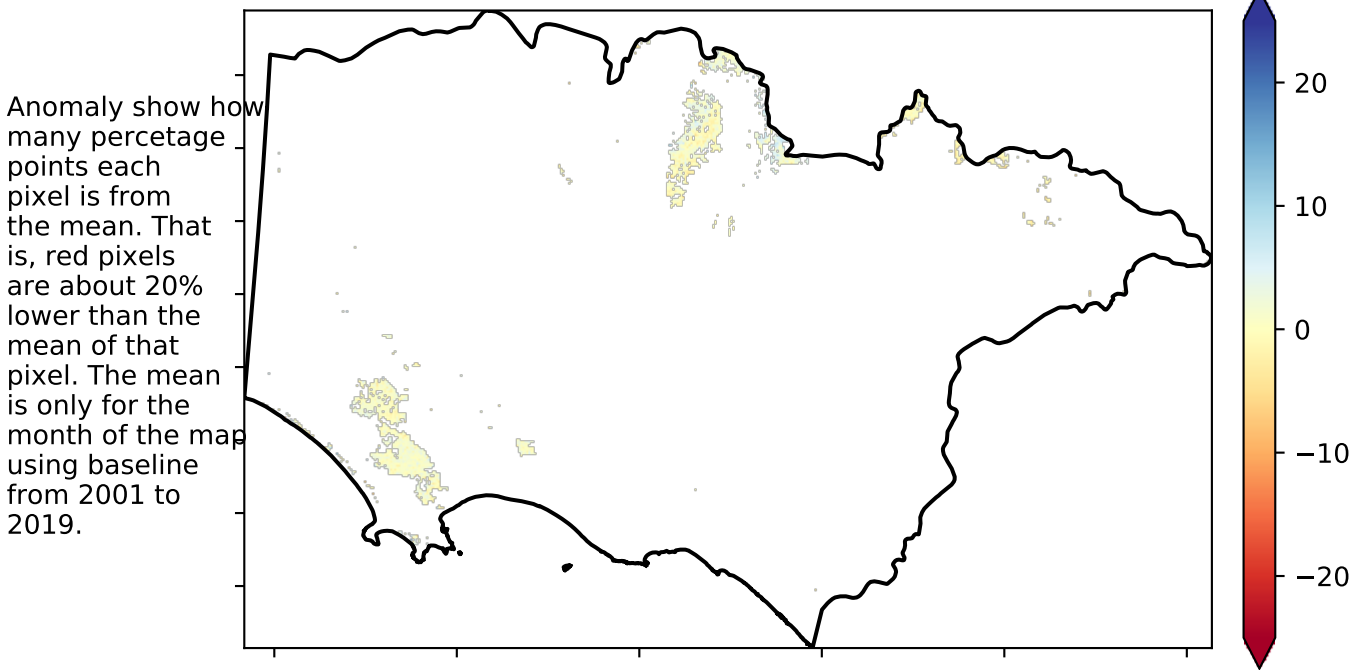 Anomaly show how
many percetage
points each
pixel is from
the mean. That
is, red pixels
are about 20%
lower than the
mean of that
pixel. The mean
is only for the
month of the map
using baseline
from 2001 to
2019.
20
10
0
−10
−20